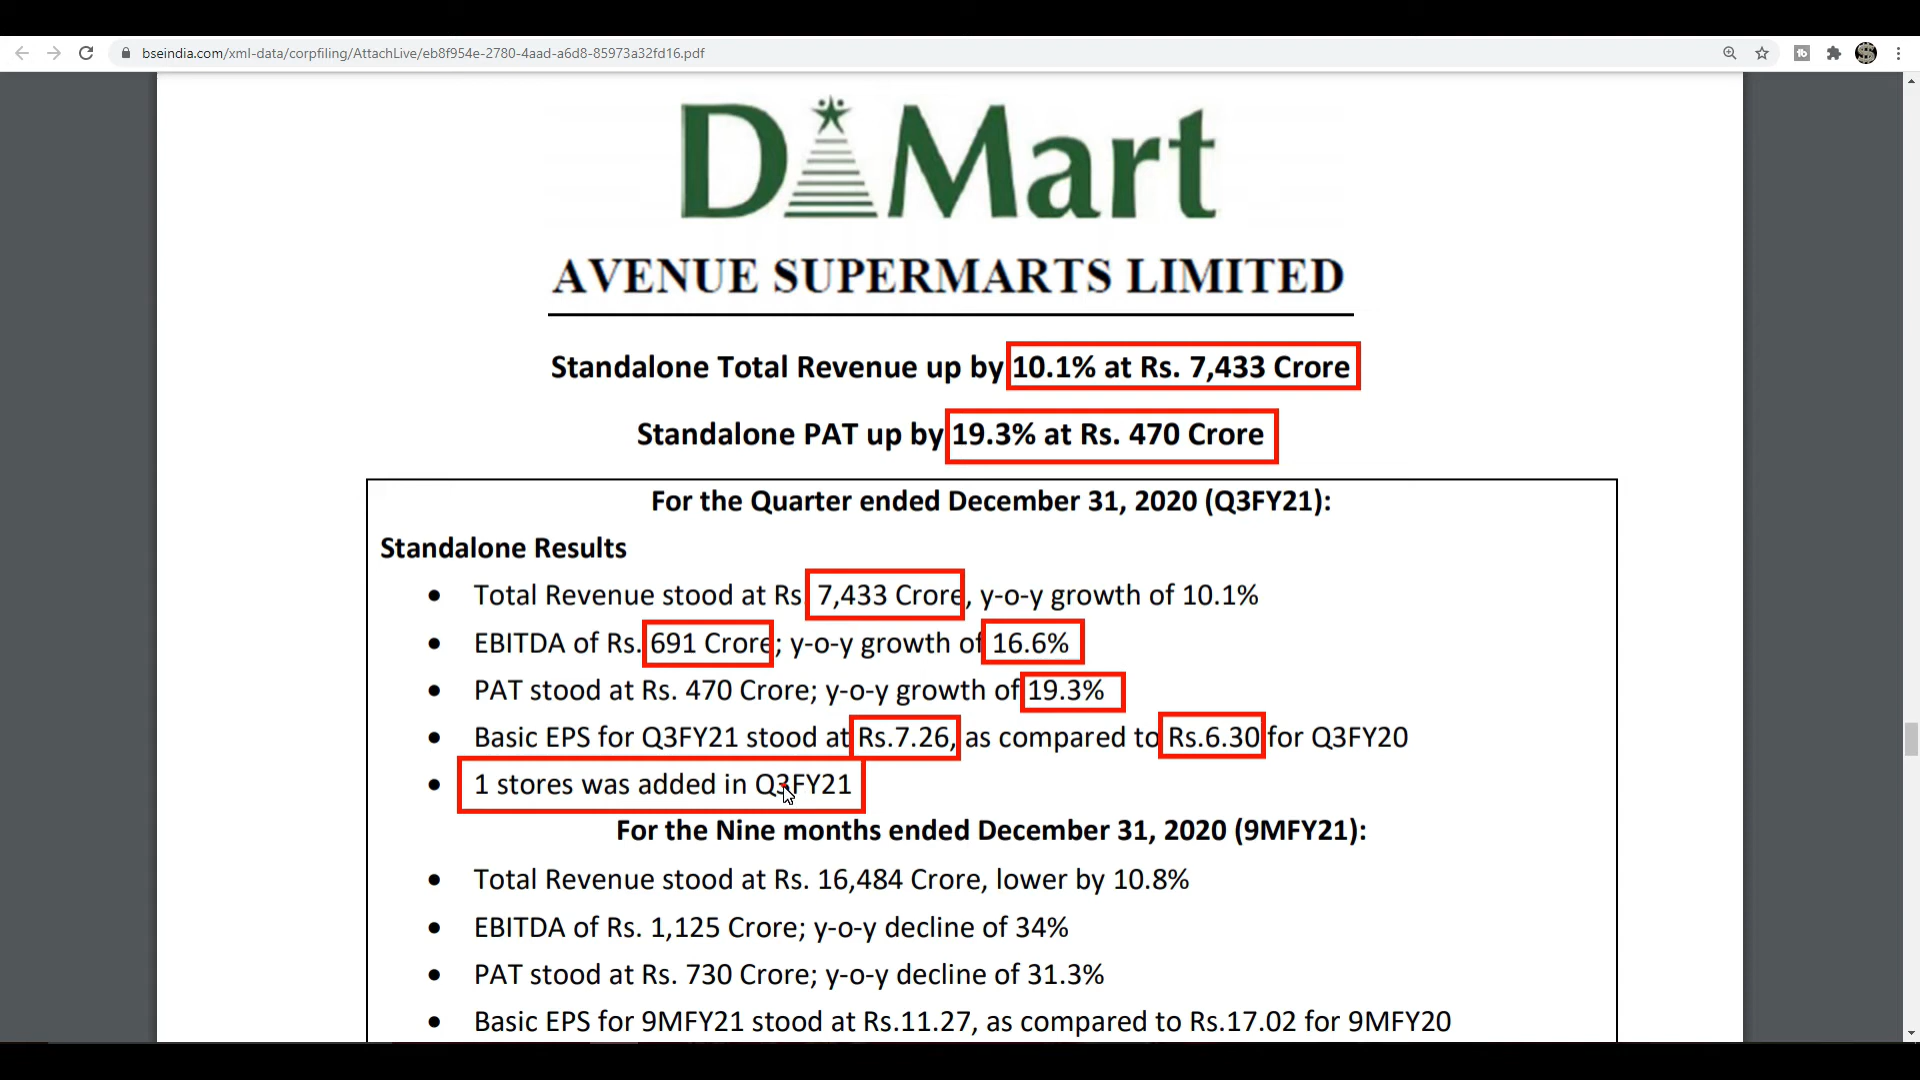 bseindia.com/xml-data/corpfiling/AttachLive/eb8f954e-2780-4aad-a6d8-85973a32fd16.pdf
D Mart
AVENUE SUPERMARTS LIMITED
Standalone Total Revenue up by 10.1% at Rs. 7,433 Crore
Standalone PAT up by 19.3% at Rs. 470 Crore
For the Quarter ended December 31, 2020 (Q3FY21):
Standalone Results
• Total Revenue stood at Rs 7,433 Crore, y-o-y growth of 10.1%
• EBITDA of Rs. 691 Crore; y-o-y growth of 16.6%
• PAT stood at Rs. 470 Crore; y-o-y growth of 19.3%
• Basic EPS for Q3FY21 stood at Rs.7.26, as compared to Rs.6.30 for Q3FY20
• 1 stores was added in Q3FY21
For the Nine months ended December 31, 2020 (9MFY21):
• Total Revenue stood at Rs. 16,484 Crore, lower by 10.8%
• EBITDA of Rs. 1,125 Crore; y-o-y decline of 34%
• PAT stood at Rs. 730 Crore; y-o-y decline of 31.3%
• Basic EPS for 9MFY21 stood at Rs.11.27, as compared to Rs.17.02 for 9MFY20